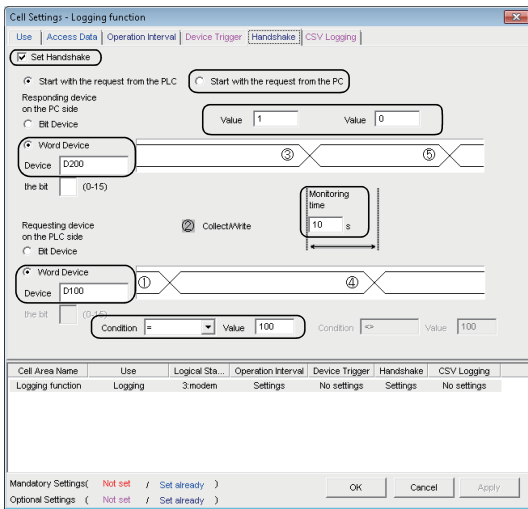 Cell Settings - Logging function
Use Access Data Operation Interval Device Trigger Handshake CSV Logging
Set Handshake
Start with the request from the PLC Start with the request from the PC
Responding device
on the PC side
Bit Device
Value 1 Value 0
Word Device
Device D200
③ ⑤
the bit (0-15)
Monitoring
time
10 s
Requesting device
on the PLC side
② Collect/Write
Bit Device
Word Device
Device D100
① ④
the bit (0-15)
Condition = Value 100 Condition <> Value 100
Cell Area Name Use Logical Sta... Operation Interval Device Trigger Handshake CSV Logging
Logging function Logging 3:modem Settings No settings Settings No settings
Mandatory Settings( Not set / Set already )
Optional Settings ( Not set / Set already )
OK Cancel Apply